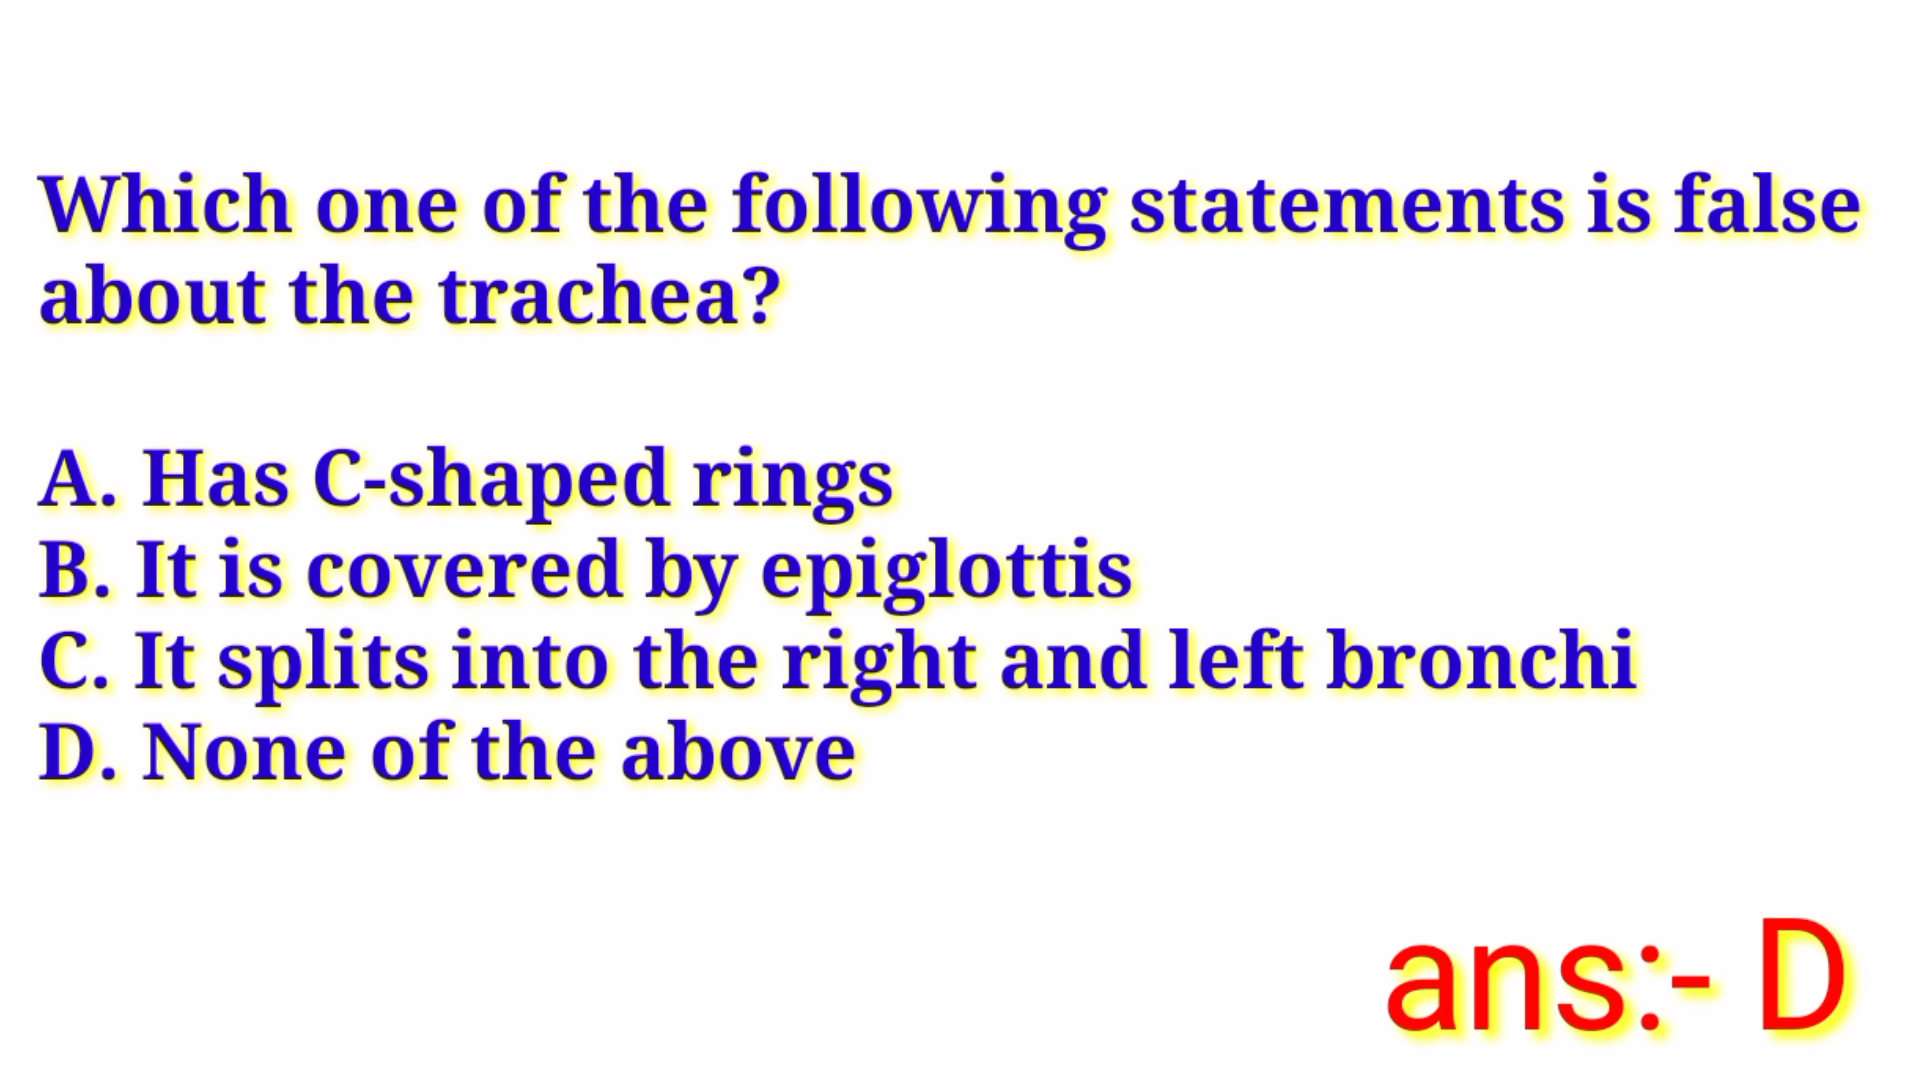 Which one of the following statements is false
about the trachea?
A. Has C-shaped rings
B. It is covered by epiglottis
C. It splits into the right and left bronchi
D. None of the above
ans:- D